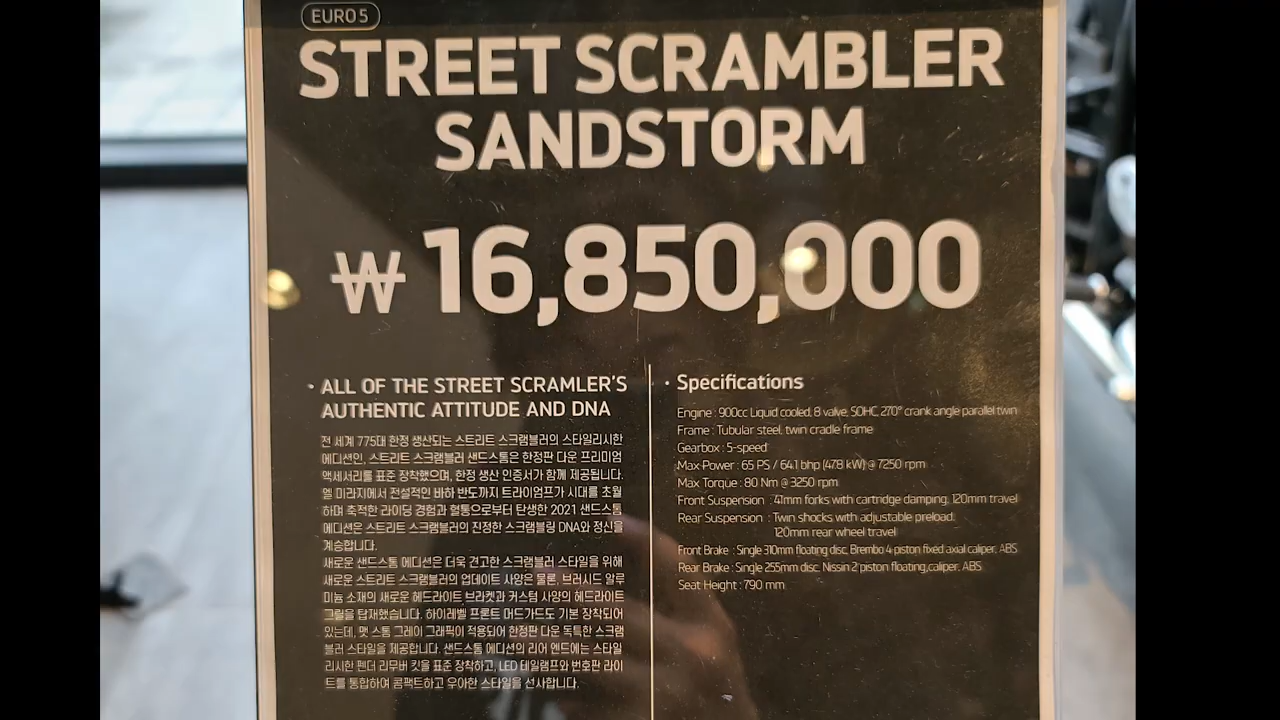 EURO 5
STREET SCRAMBLER
SANDSTORM
₩ 16,850,000
• ALL OF THE STREET SCRAMLER'S
AUTHENTIC ATTITUDE AND DNA
전 세계 775대 한정 생산되는 스트리트 스크램블러의 스타일리시한
에디션인, 스트리트 스크램블러 샌드스톰은 한정판 다운 프리미엄
액세서리를 표준 장착했으며, 한정 생산 인증서가 함께 제공됩니다.
엘 미라지에서 전설적인 바하 반도까지 트라이엄프가 시대를 초월
하며 축적한 라이딩 경험과 혈통으로부터 탄생한 2021 샌드스톰
에디션은 스트리트 스크램블러의 진정한 스크램블링 DNA와 정신을
계승합니다.
새로운 샌드스톰 에디션은 더욱 견고한 스크램블러 스타일을 위해
새로운 스트리트 스크램블러의 업데이트 사양은 물론, 브러시드 알루
미늄 소재의 새로운 헤드라이트 브라켓과 커스텀 사양의 헤드라이트
그릴을 탑재했습니다. 하이레벨 프론트 머드가드도 기본 장착되어
있는데, 맷 스톰 그레이 그래픽이 적용되어 한정판 다운 독특한 스크램
블러 스타일을 제공합니다. 샌드스톰 에디션의 리어 엔드에는 스타일
리시한 펜더 리무버 킷을 표준 장착하고, LED 테일램프와 번호판 라이
트를 통합하여 콤팩트하고 우아한 스타일을 선사합니다.
• Specifications
Engine : 900cc Liquid cooled, 8 valve, SOHC, 270° crank angle parallel twin
Frame : Tubular steel, twin cradle frame
Gearbox : 5-speed
Max Power : 65 PS / 64.1 bhp (47.8 kW) @ 7250 rpm
Max Torque : 80 Nm @ 3250 rpm
Front Suspension : 41mm forks with cartridge damping, 120mm travel
Rear Suspension : Twin shocks with adjustable preload.
120mm rear wheel travel
Front Brake : Single 310mm floating disc, Brembo 4-piston fixed axial caliper, ABS
Rear Brake : Single 255mm disc, Nissin 2 piston floating caliper, ABS
Seat Height : 790 mm